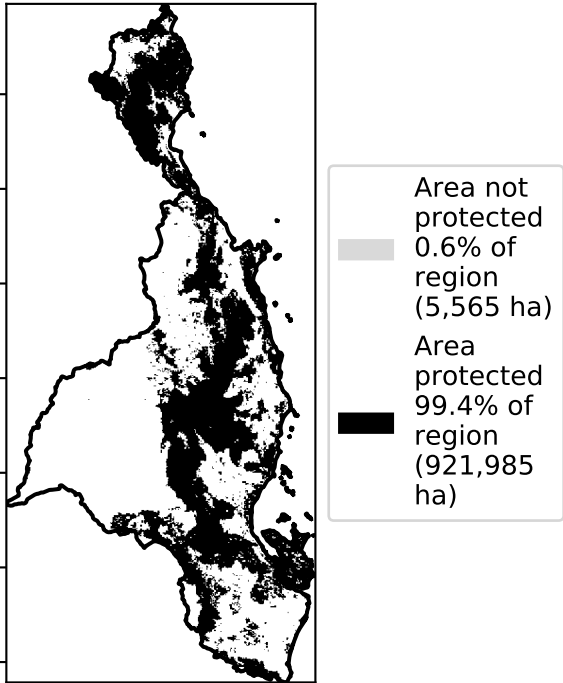 Area not
protected
0.6% of
region
(5,565 ha)
Area
protected
99.4% of
region
(921,985
ha)